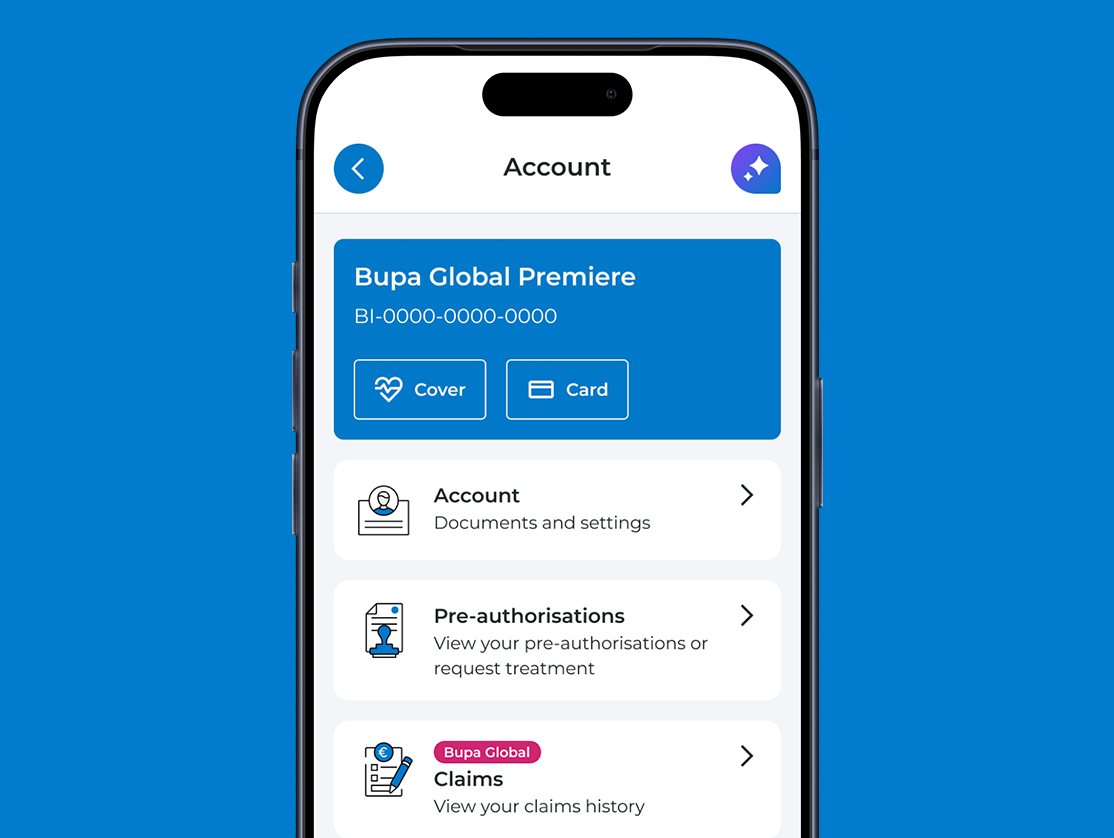 Account
Bupa Global Premiere
BI-0000-0000-0000
Cover
Card
Account
Documents and settings
Pre-authorisations
View your pre-authorisations or
request treatment
€
Bupa Global
Claims
View your claims history